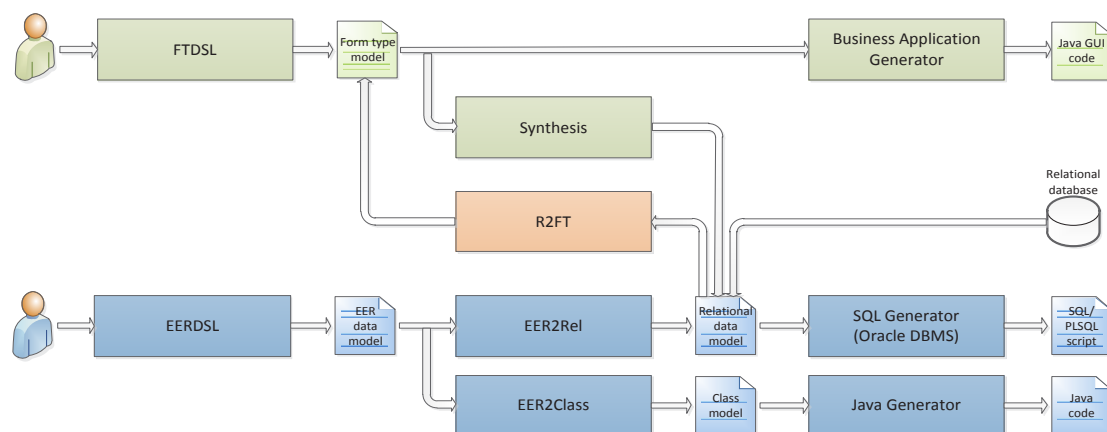 FTDSL
Form type
model
Business Application
Generator
Java GUI
code
Synthesis
Relational
database
R2FT
EERDSL
EER
data
model
EER2Rel
Relational
data
model
SQL Generator
(Oracle DBMS)
SQL/
PLSQL
script
EER2Class
Class
model
Java Generator
Java
code